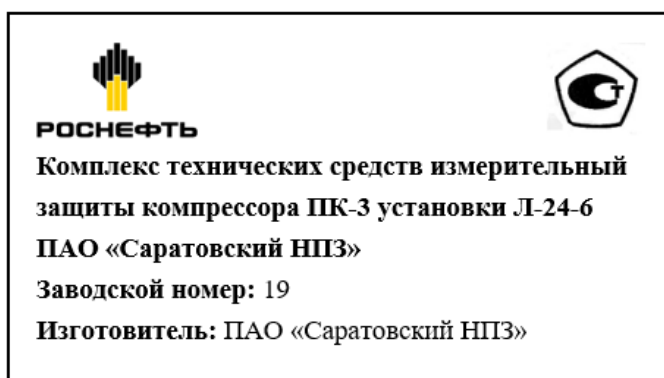 РОСНЕФТЬ
Комплекс технических средств измерительный
защиты компрессора ПК-3 установки Л-24-6
ПАО «Саратовский НПЗ»
Заводской номер: 19
Изготовитель: ПАО «Саратовский НПЗ»